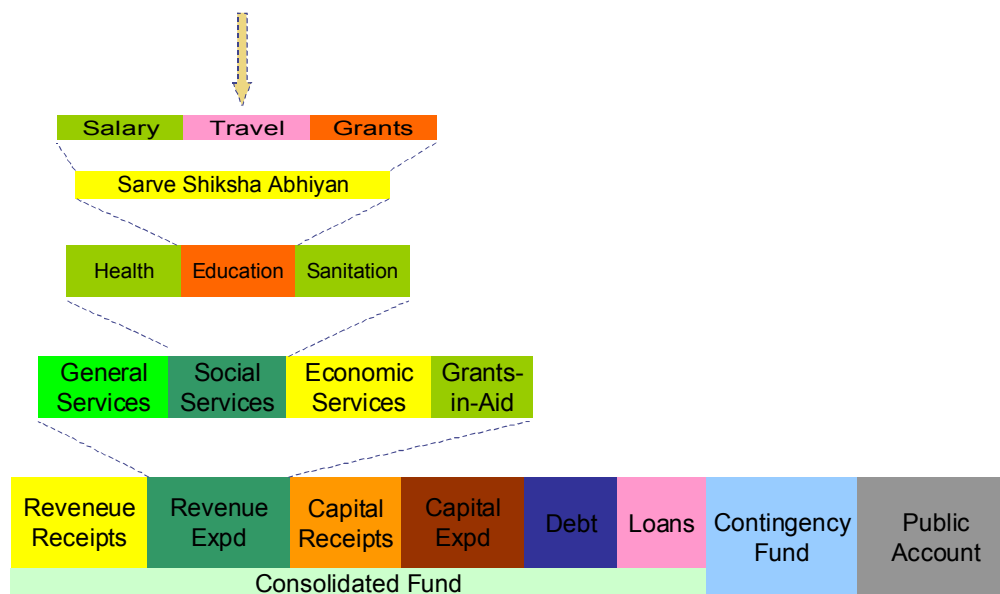 Salary Travel Grants
Sarve Shiksha Abhiyan
Health Education Sanitation
General Social Economic Grants-
Services Services Services in-Aid
Reveneue Revenue Capital Capital Debt Loans Contingency Public
Receipts Expd Receipts Expd Fund Account
Consolidated Fund